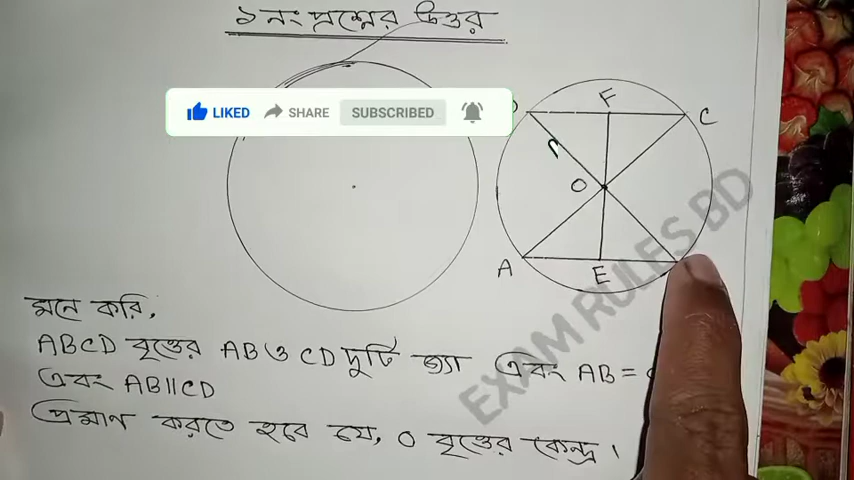 ১ নং প্রশ্নের উত্তর
LIKED SHARE SUBSCRIBED
F
C
O
A
E
EXAM RULES BD
মনে করি,
ABCD বৃত্তের AB ও CD দুটি জ্যা এবং AB =
এবং AB || CD
প্রমাণ করতে হবে যে, O বৃত্তের কেন্দ্র।